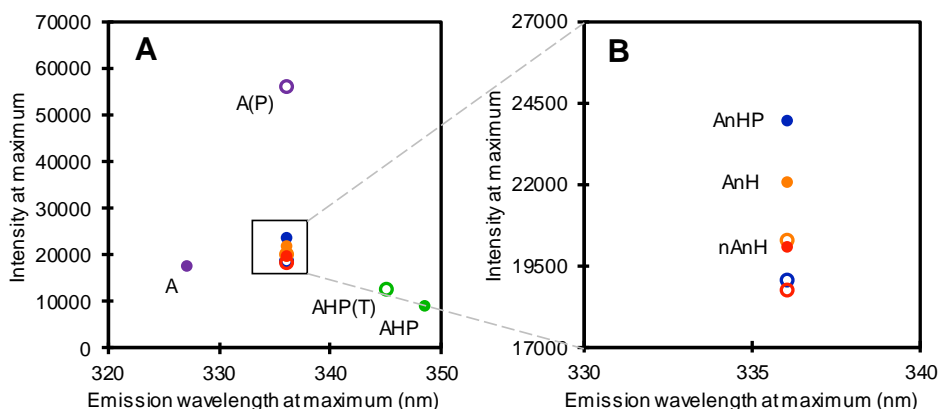 A
70000
60000
50000
40000
30000
20000
10000
0
Intensity at maximum
A(P)
A
AHP(T)
AHP
320
330
340
350
Emission wavelength at maximum (nm)
B
27000
24500
22000
19500
17000
Intensity at maximum
AnHP
AnH
nAnH
330
335
340
Emission wavelength at maximum (nm)